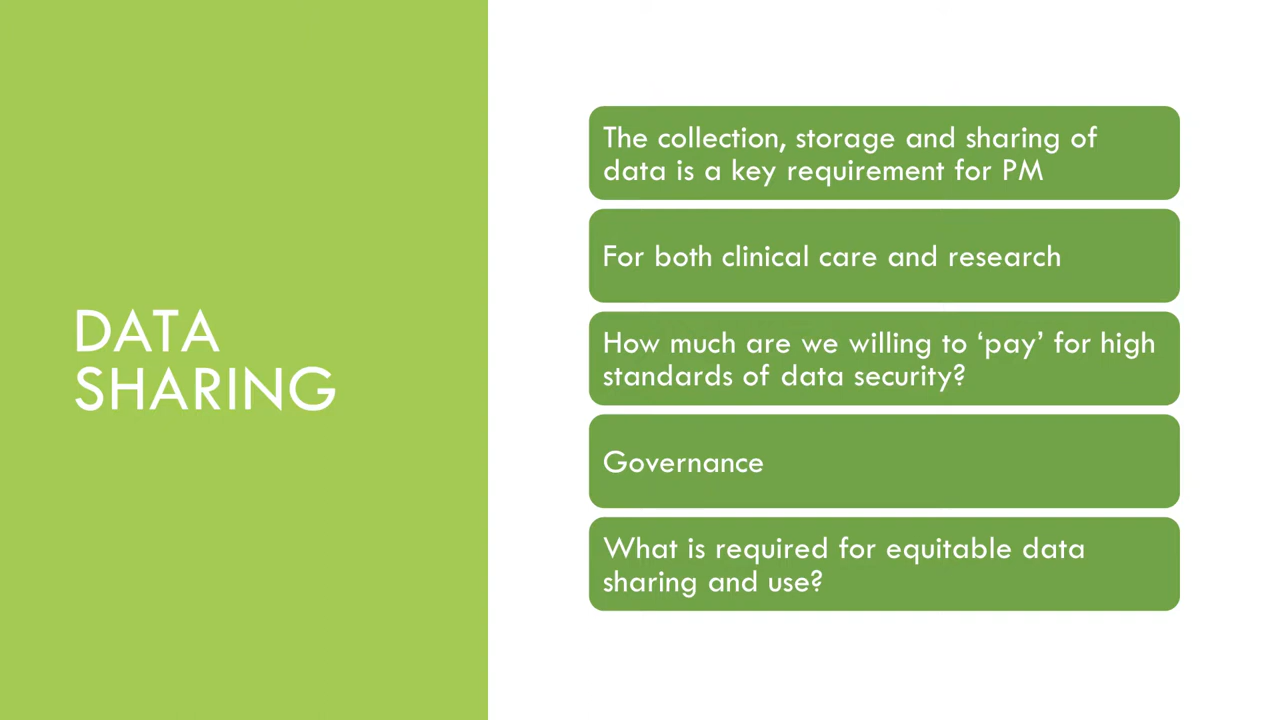 DATA
SHARING
The collection, storage and sharing of
data is a key requirement for PM
For both clinical care and research
How much are we willing to ‘pay’ for high
standards of data security?
Governance
What is required for equitable data
sharing and use?